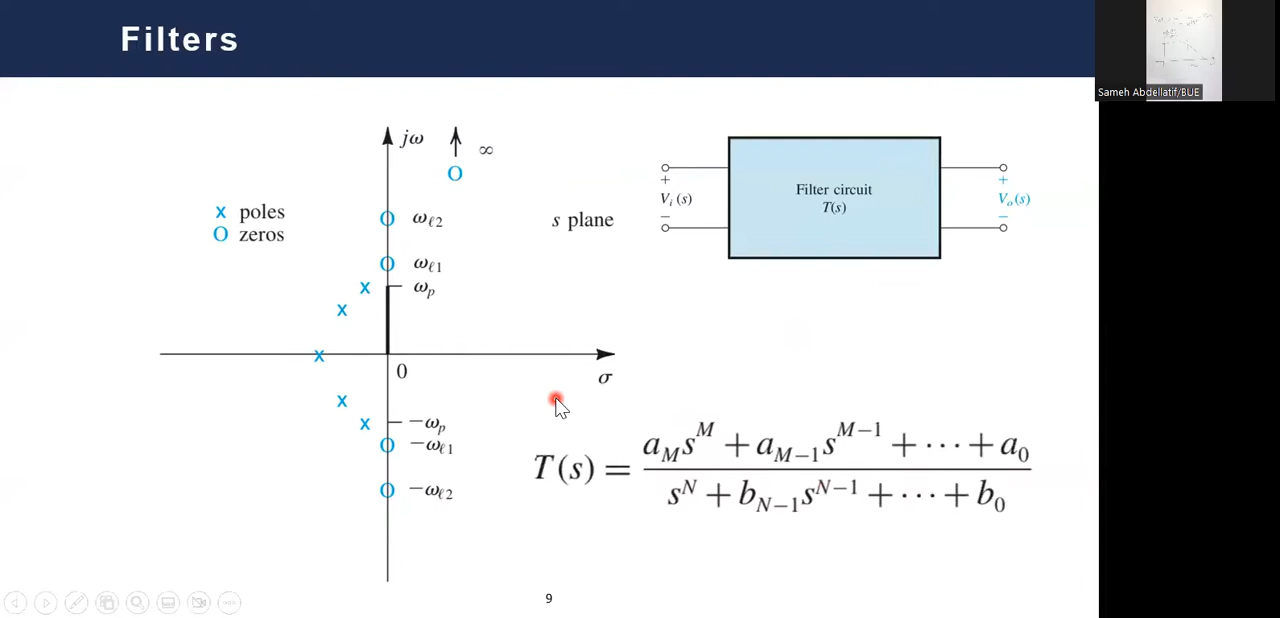 Filters
Sameh Abdellatif/BUE
jω
∞
x poles
O zeros
ω_ℓ2
s plane
ω_ℓ1
ω_p
0
σ
−ω_p
−ω_ℓ1
−ω_ℓ2
+
V_i (s)
−
Filter circuit
T(s)
+
V_o (s)
−
T(s) = (a_M s^M + a_{M−1} s^{M−1} + ⋯ + a_0) / (s^N + b_{N−1} s^{N−1} + ⋯ + b_0)
9